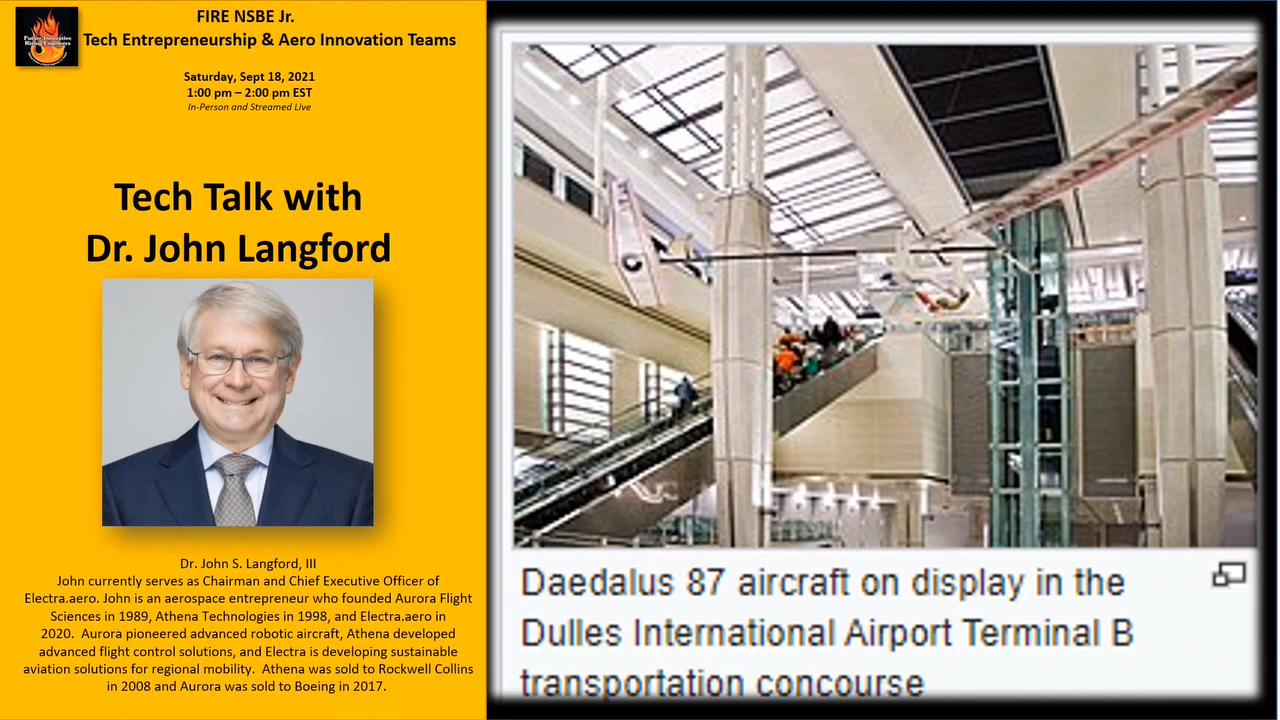 Future Innovative
Rising Engineers
FIRE NSBE Jr.
Tech Entrepreneurship & Aero Innovation Teams
Saturday, Sept 18, 2021
1:00 pm – 2:00 pm EST
In-Person and Streamed Live
Tech Talk with
Dr. John Langford
Dr. John S. Langford, III
John currently serves as Chairman and Chief Executive Officer of
Electra.aero. John is an aerospace entrepreneur who founded Aurora Flight
Sciences in 1989, Athena Technologies in 1998, and Electra.aero in
2020.  Aurora pioneered advanced robotic aircraft, Athena developed
advanced flight control solutions, and Electra is developing sustainable
aviation solutions for regional mobility.  Athena was sold to Rockwell Collins
in 2008 and Aurora was sold to Boeing in 2017.
Daedalus 87 aircraft on display in the
Dulles International Airport Terminal B
transportation concourse